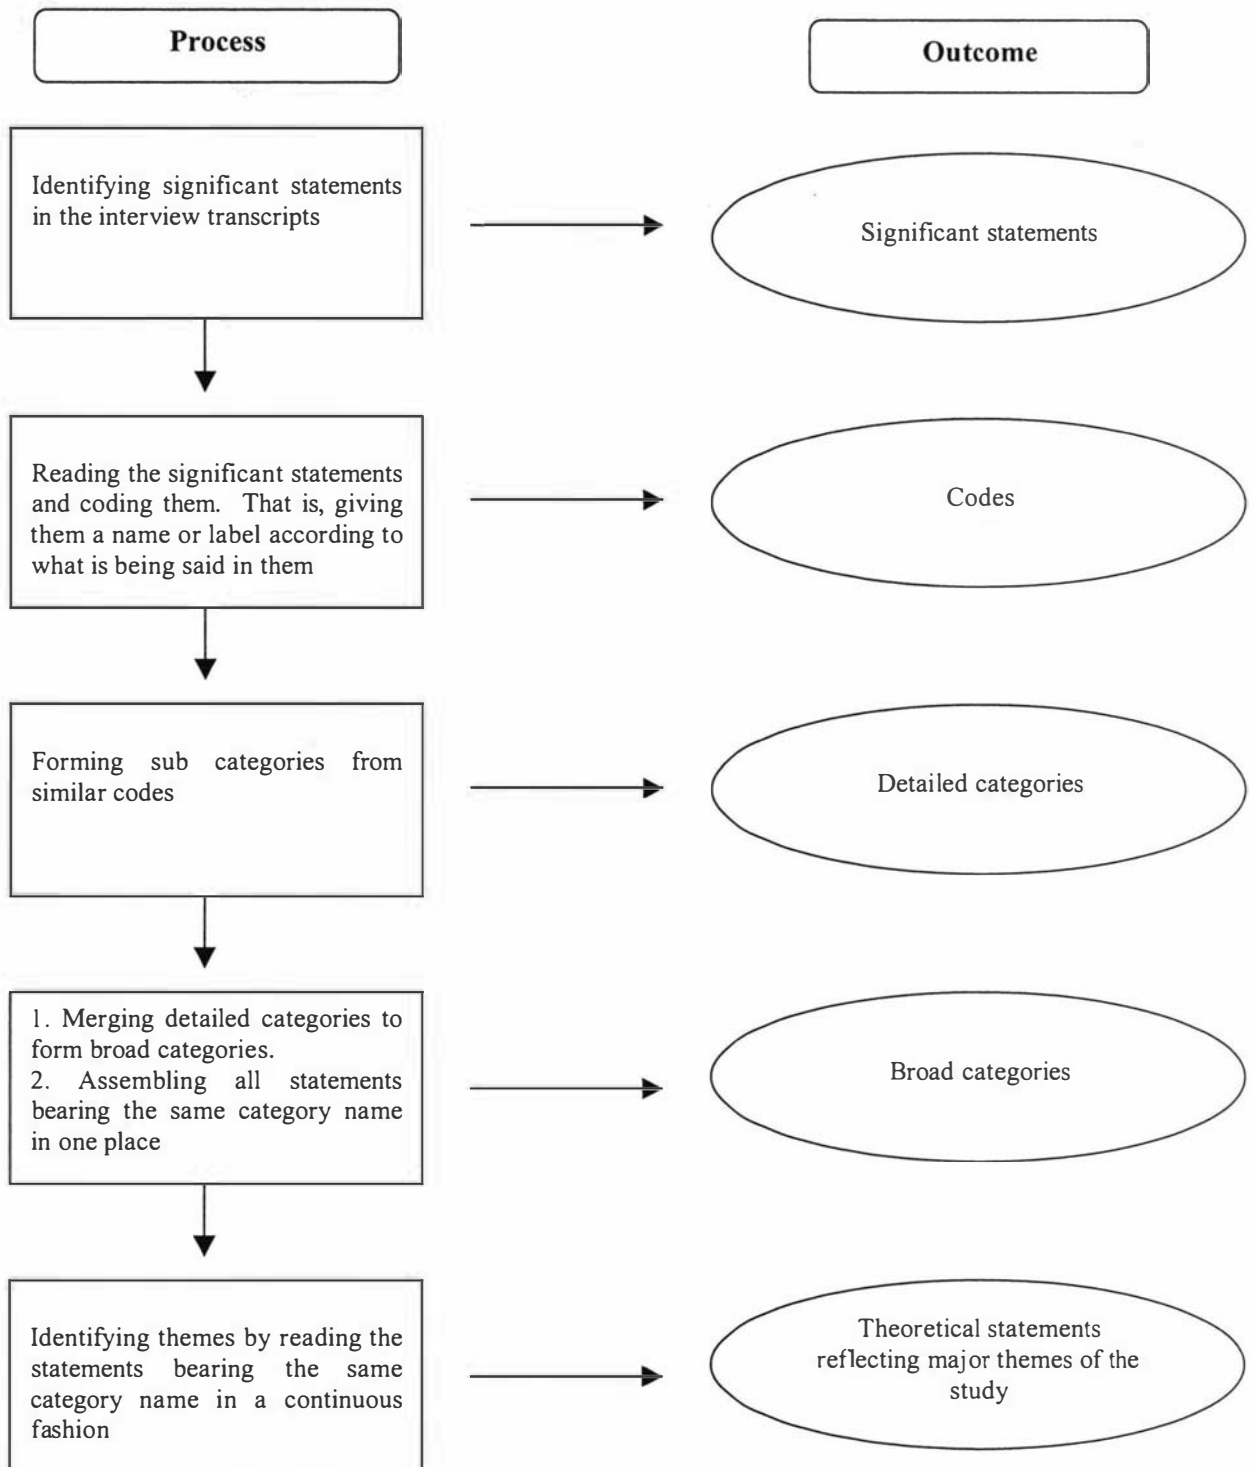 Process
Outcome
Identifying significant statements
in the interview transcripts
Significant statements
Reading the significant statements
and coding them. That is, giving
them a name or label according to
what is being said in them
Codes
Forming sub categories from
similar codes
Detailed categories
1. Merging detailed categories to
form broad categories.
2. Assembling all statements
bearing the same category name
in one place
Broad categories
Identifying themes by reading the
statements bearing the same
category name in a continuous
fashion
Theoretical statements
reflecting major themes of the
study